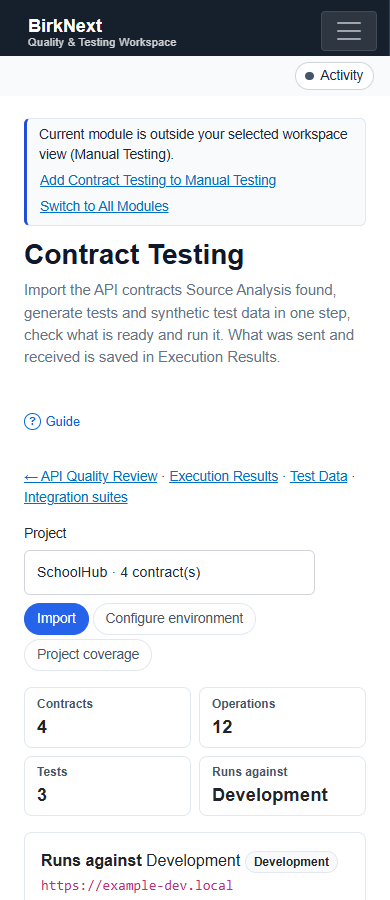 BirkNext
Quality & Testing Workspace
Activity
Current module is outside your selected workspace
view (Manual Testing).
Add Contract Testing to Manual Testing
Switch to All Modules
Contract Testing
Import the API contracts Source Analysis found,
generate tests and synthetic test data in one step,
check what is ready and run it. What was sent and
received is saved in Execution Results.
? Guide
← API Quality Review · Execution Results · Test Data ·
Integration suites
Project
SchoolHub · 4 contract(s)
Import Configure environment
Project coverage
Contracts Operations
4 12
Tests Runs against
3 Development
Runs against Development Development
https://example-dev.local